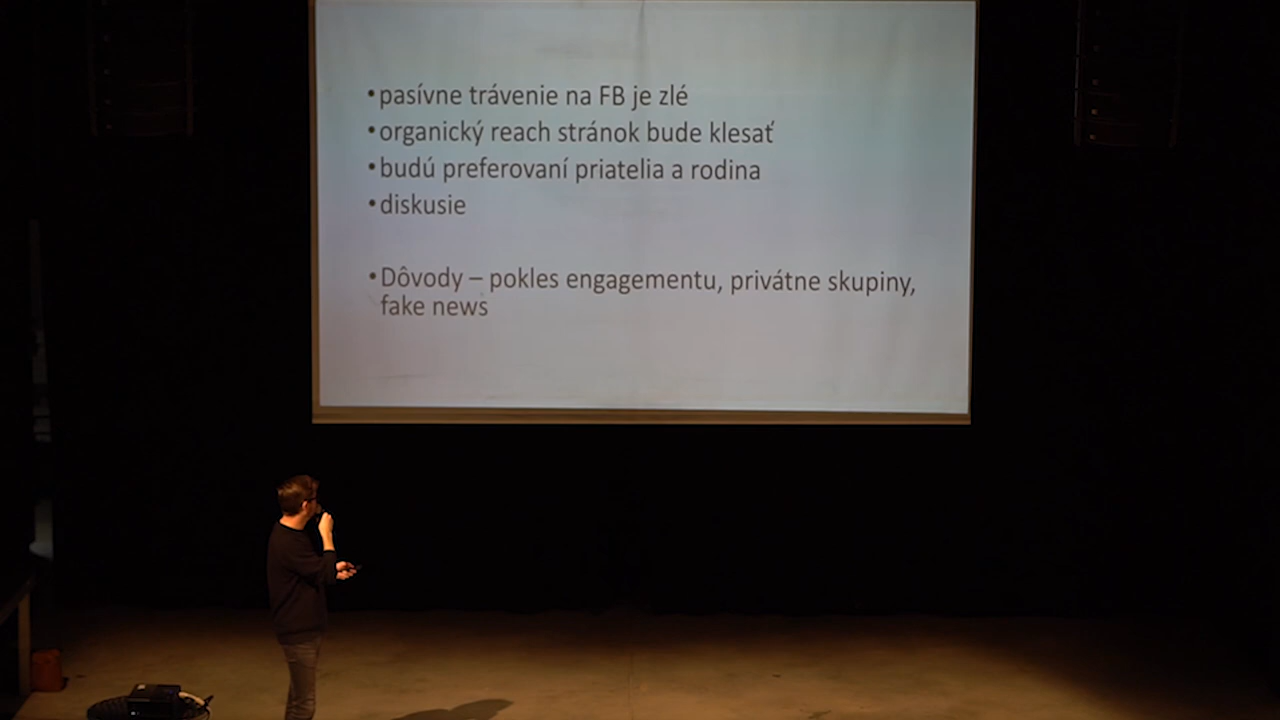 •pasívne trávenie na FB je zlé
•organický reach stránok bude klesať
•budú preferovaní priatelia a rodina
•diskusie
•Dôvody – pokles engagementu, privátne skupiny,
fake news